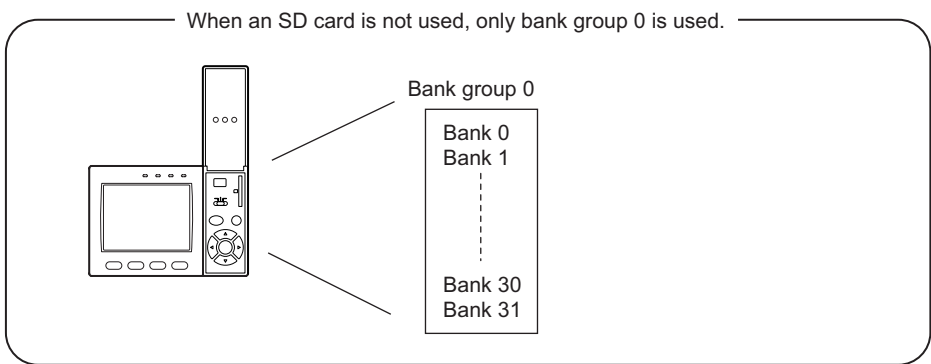 When an SD card is not used, only bank group 0 is used.
Bank group 0
Bank 0
Bank 1
Bank 30
Bank 31